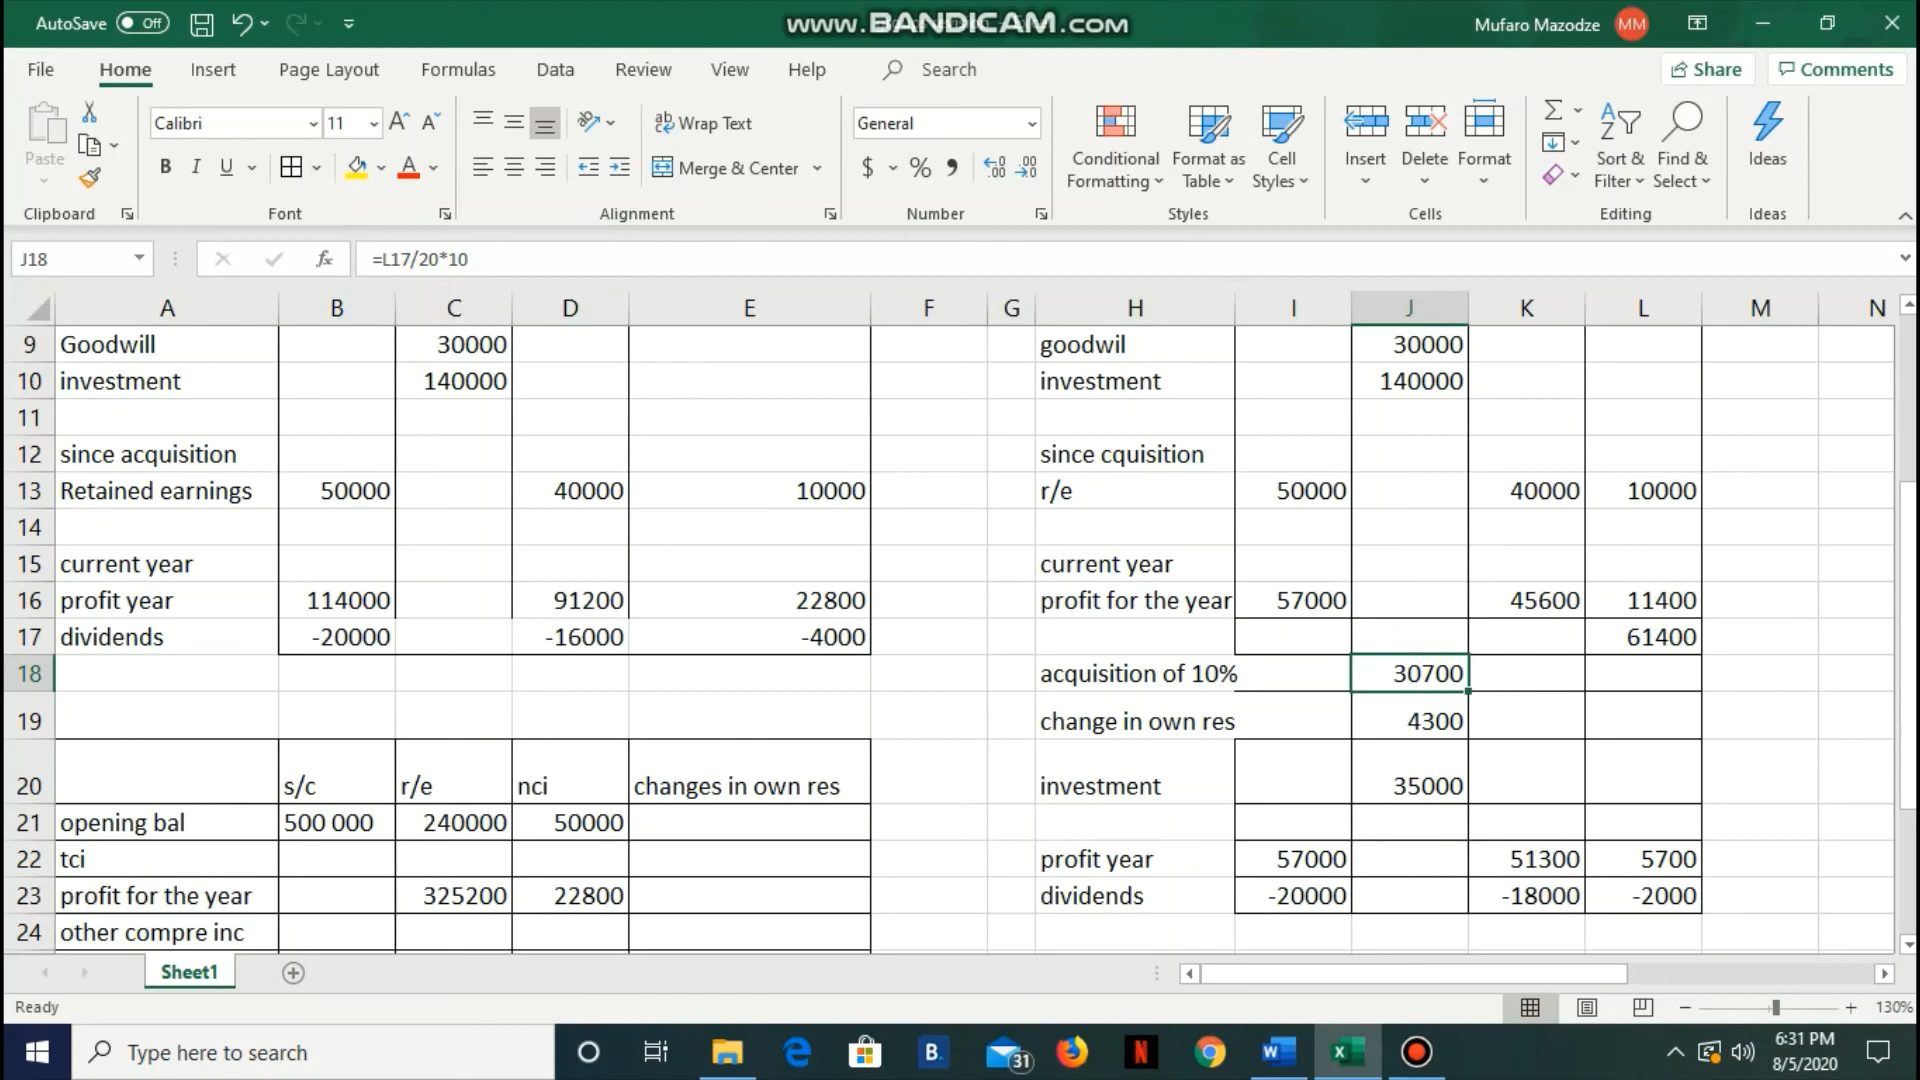 AutoSave Off www.BANDICAM.com Mufaro Mazodze MM
File Home Insert Page Layout Formulas Data Review View Help Search Share Comments
Calibri 11 A A ab Wrap Text General
Paste B I U A Merge & Center $ % Conditional Formatting Format as Table Cell Styles Insert Delete Format Sort & Filter Find & Select Ideas
Clipboard Font Alignment Number Styles Cells Editing Ideas
J18 fx =L17/20*10
A B C D E F G H I J K L M N
9 Goodwill 30000 goodwil 30000
10 investment 140000 investment 140000
11
12 since acquisition since cquisition
13 Retained earnings 50000 40000 10000 r/e 50000 40000 10000
14
15 current year current year
16 profit year 114000 91200 22800 profit for the year 57000 45600 11400
17 dividends -20000 -16000 -4000 61400
18 acquisition of 10% 30700
19 change in own res 4300
20 s/c r/e nci changes in own res investment 35000
21 opening bal 500 000 240000 50000
22 tci profit year 57000 51300 5700
23 profit for the year 325200 22800 dividends -20000 -18000 -2000
24 other compre inc
Sheet1
Ready 130%
Type here to search B. 31 N W X 6:31 PM
8/5/2020